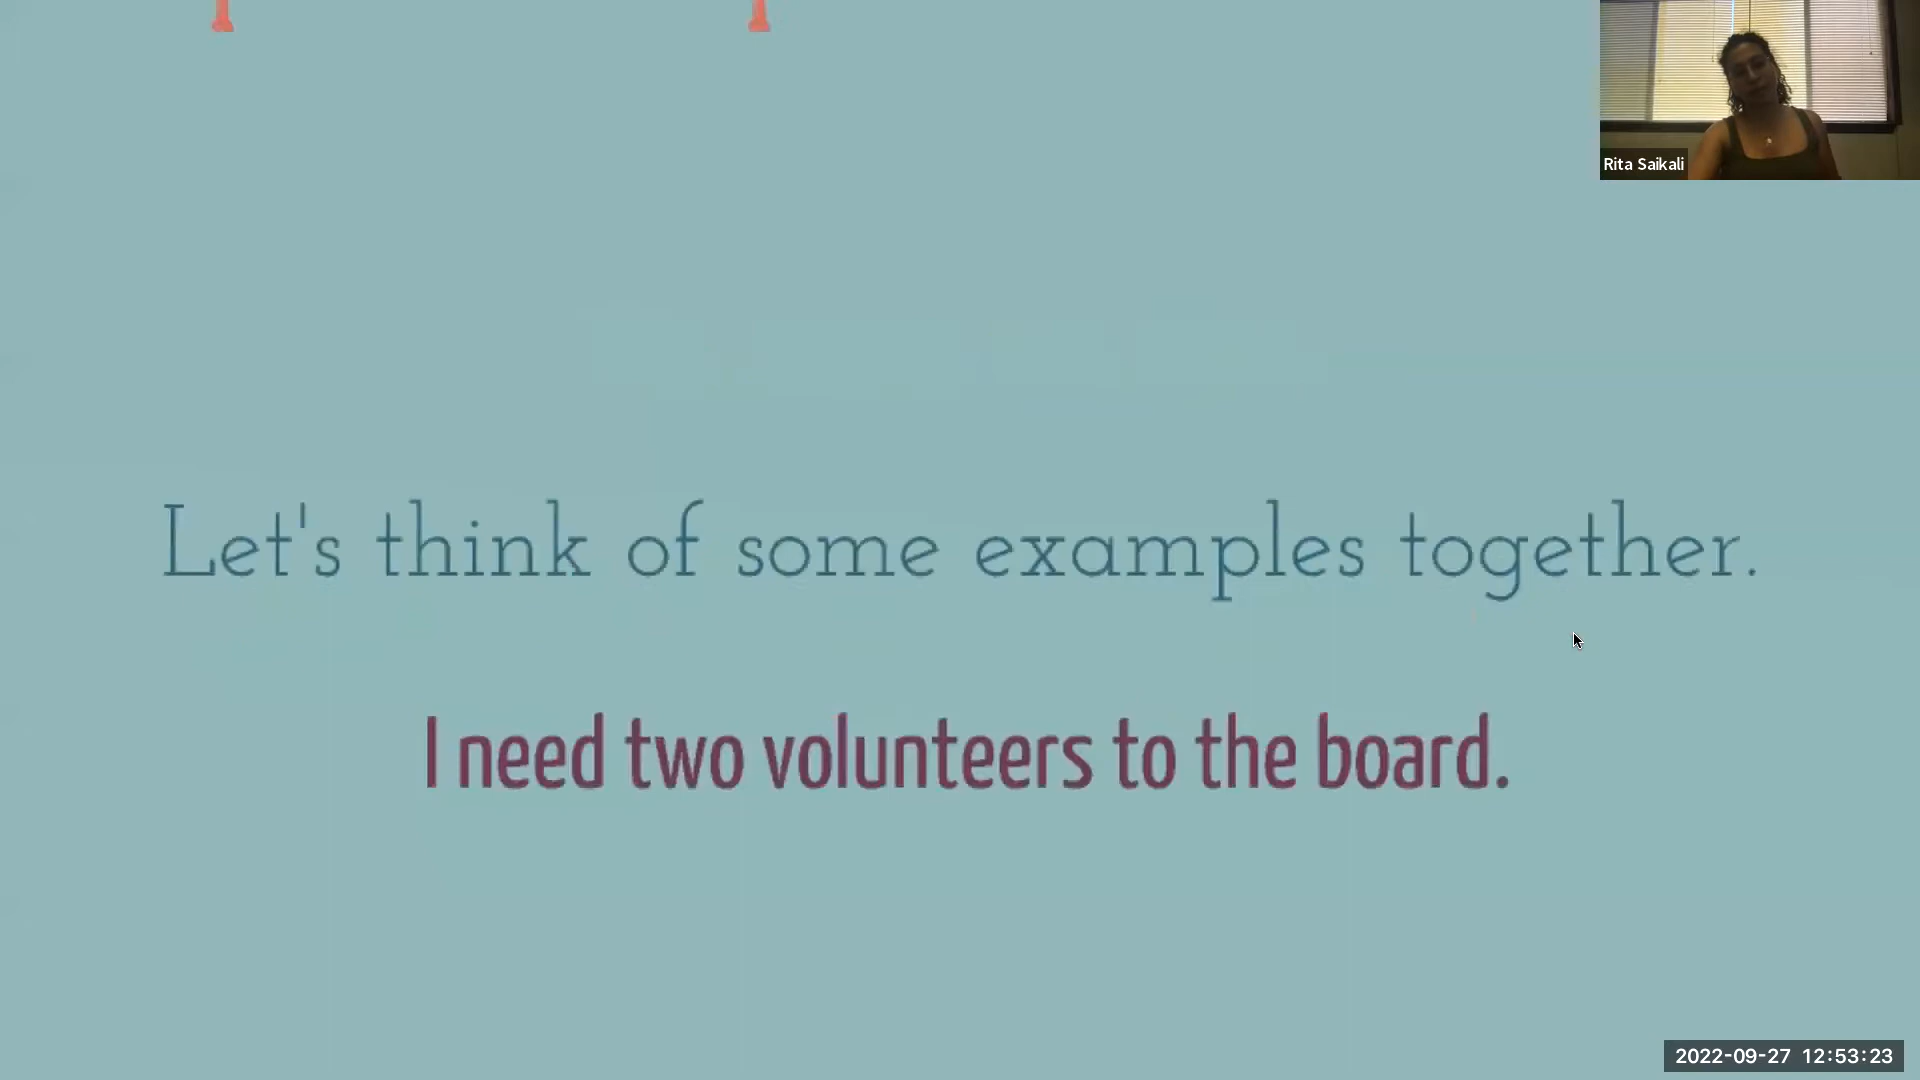 Rita Saikali
Let's think of some examples together.
I need two volunteers to the board.
2022-09-27 12:53:23